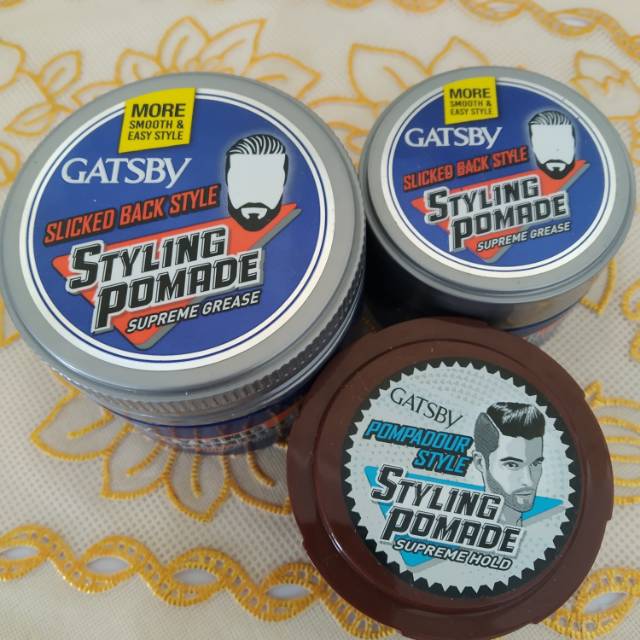 MORE
SMOOTH &
EASY STYLE
GATSBY
SLICKED BACK STYLE
STYLING
POMADE
SUPREME GREASE
MORE
SMOOTH &
EASY STYLE
GATSBY
SLICKED BACK STYLE
STYLING
POMADE
SUPREME GREASE
GATSBY
POMPADOUR
STYLE
STYLING
POMADE
SUPREME HOLD